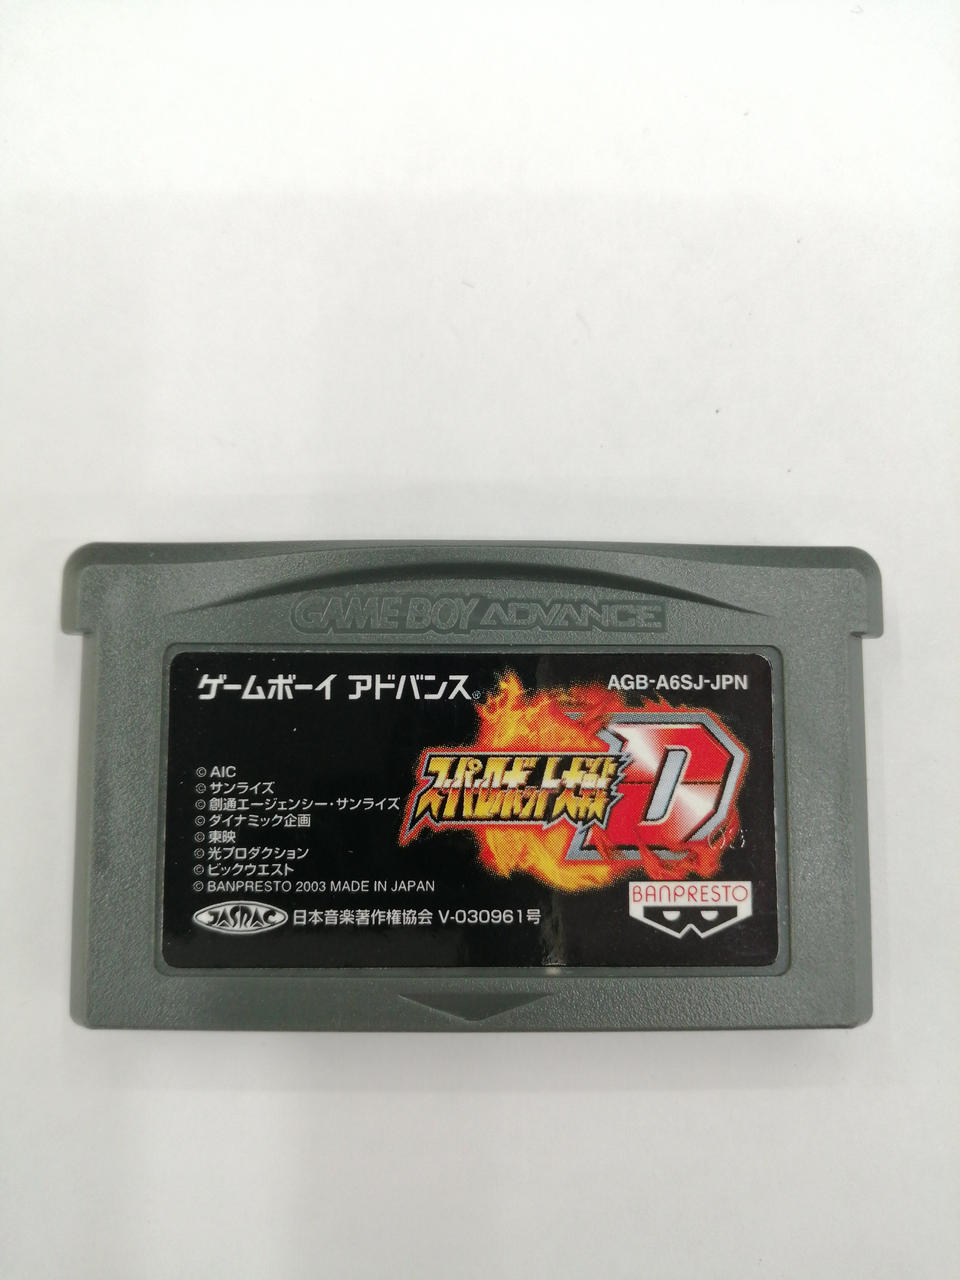 GAME BOY ADVANCE
ゲームボーイ アドバンス®
AGB-A6SJ-JPN
スーパーロボット大戦D
© AIC
© サンライズ
© 創通エージェンシー・サンライズ
© ダイナミック企画
© 東映
© 光プロダクション
© ビックウエスト
© BANPRESTO 2003 MADE IN JAPAN
BANPRESTO
JASRAC 日本音楽著作権協会 V-030961号